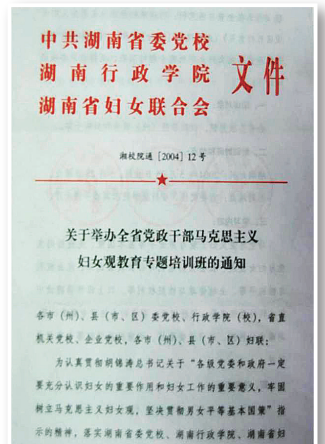 中共湖南省委党校
湖南行政学院
湖南省妇女联合会
文件
湘校院通［2004］12号
关于举办全省党政干部马克思主义
妇女观教育专题培训班的通知
各市（州）、县（市、区）委党校、行政学院（校），省直
机关党校、企业党校，各市（州）、县（市、区）妇联：
为认真贯彻胡锦涛总书记关于“各级党委和政府一定
要充分认识妇女的重要作用和妇女工作的重要意义，牢固
树立马克思主义妇女观，坚决贯彻男女平等基本国策”指
示的精神，落实湖南省委党校、湖南行政学院、湖南省妇